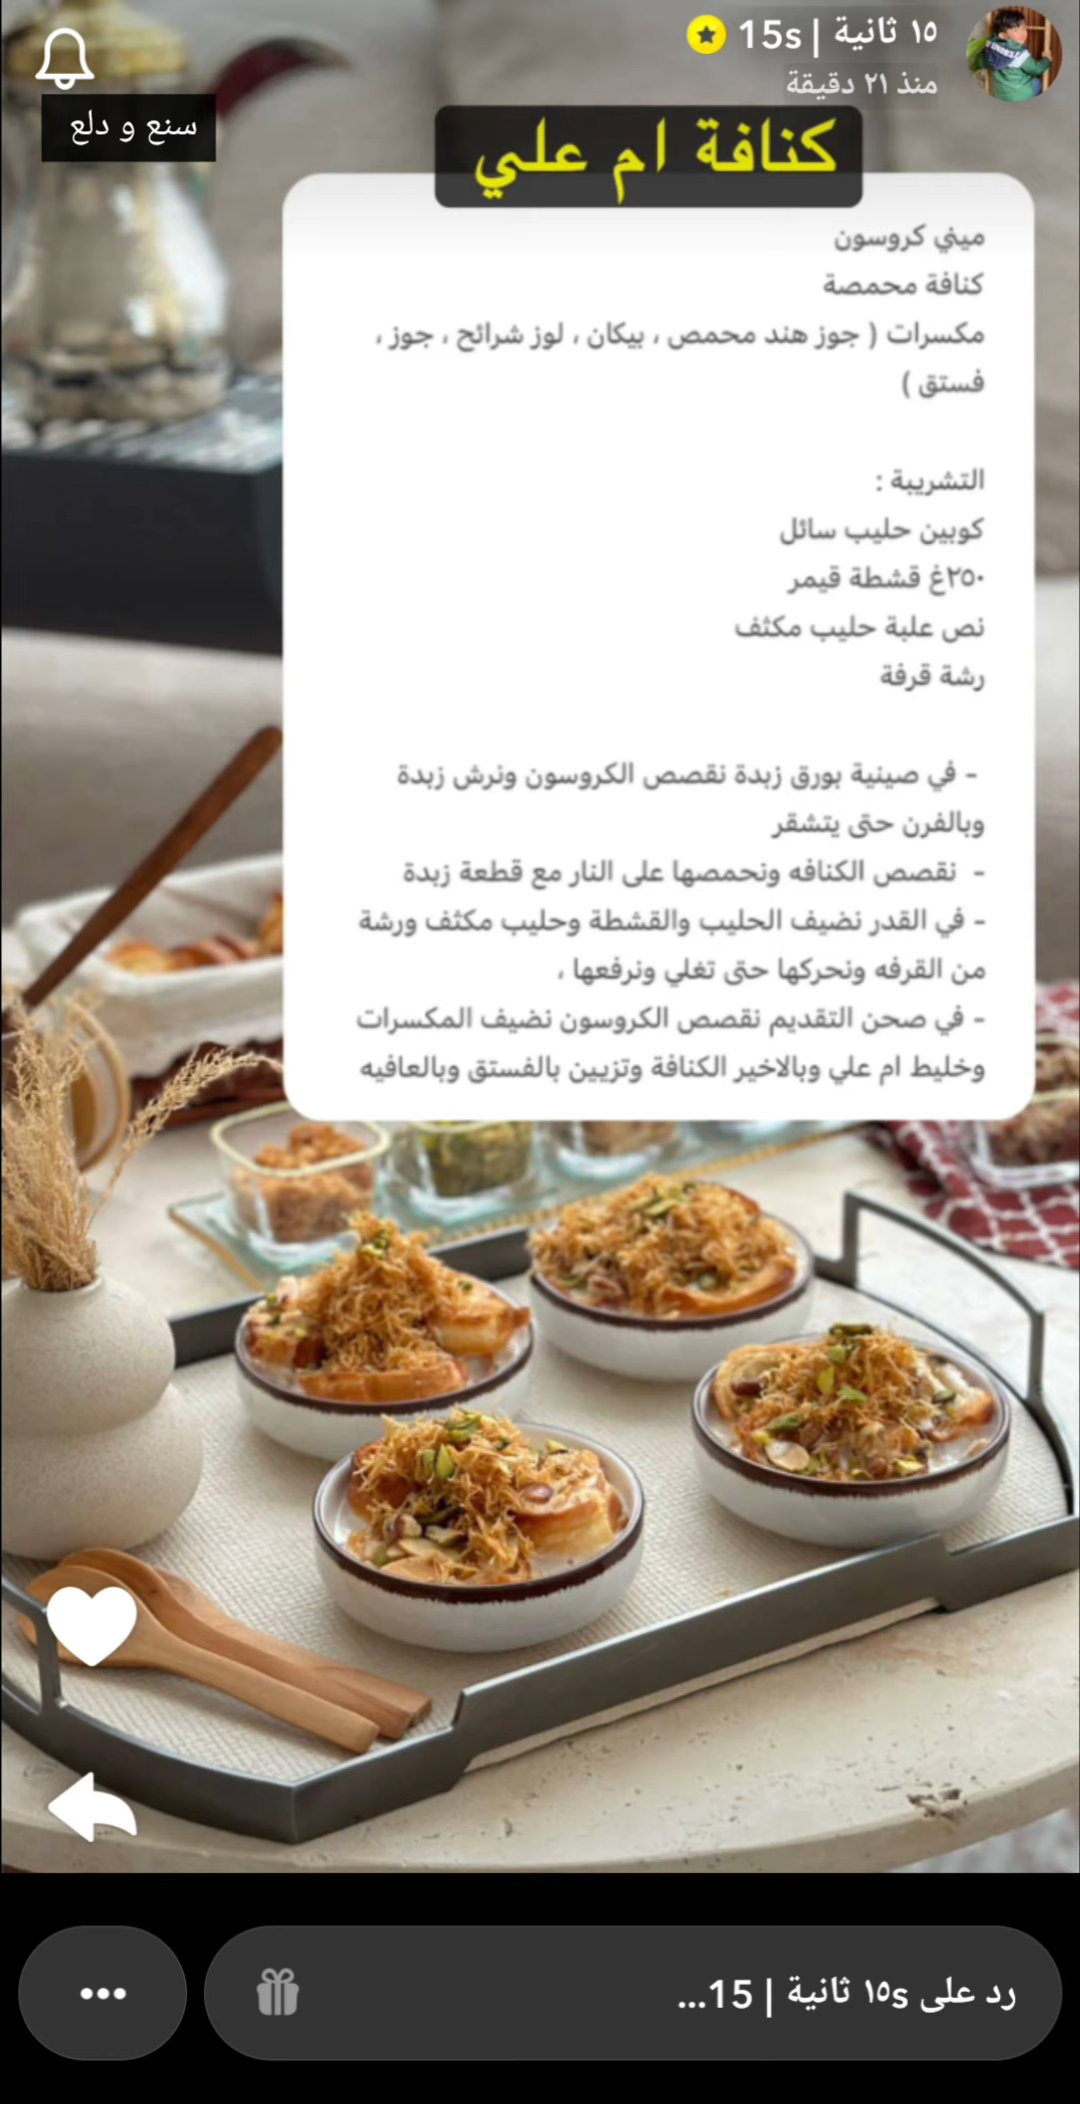 ١٥ ثانية | 15s
منذ ٢١ دقيقة
سنع و دلع
كنافة ام علي
ميني كروسون
كنافة محمصة
مكسرات ( جوز هند محمص ، بيكان ، لوز شرائح ، جوز ،
فستق )
التشريبة :
كوبين حليب سائل
٢٥٠غ قشطة قيمر
نص علبة حليب مكثف
رشة قرفة
- في صينية بورق زبدة نقصص الكروسون ونرش زبدة
وبالفرن حتى يتشقر
- نقصص الكنافه ونحمصها على النار مع قطعة زبدة
- في القدر نضيف الحليب والقشطة وحليب مكثف ورشة
من القرفه ونحركها حتى تغلي ونرفعها ،
- في صحن التقديم نقصص الكروسون نضيف المكسرات
وخليط ام علي وبالاخير الكنافة وتزيين بالفستق وبالعافيه
رد على ١٥s ثانية | 15...